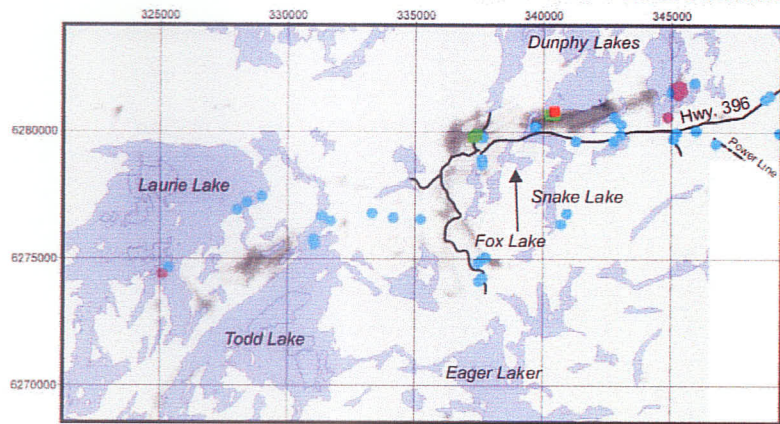 325000 330000 335000 340000 345000
Dunphy Lakes
6280000
Hwy. 396
Power Line
Laurie Lake
Snake Lake
Fox Lake
6275000
Todd Lake
Eager Laker
6270000